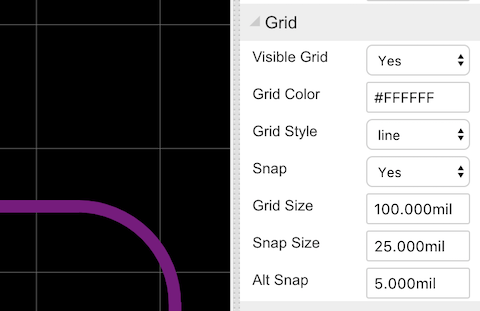 Grid
Visible Grid Yes
Grid Color #FFFFFF
Grid Style line
Snap Yes
Grid Size 100.000mil
Snap Size 25.000mil
Alt Snap 5.000mil